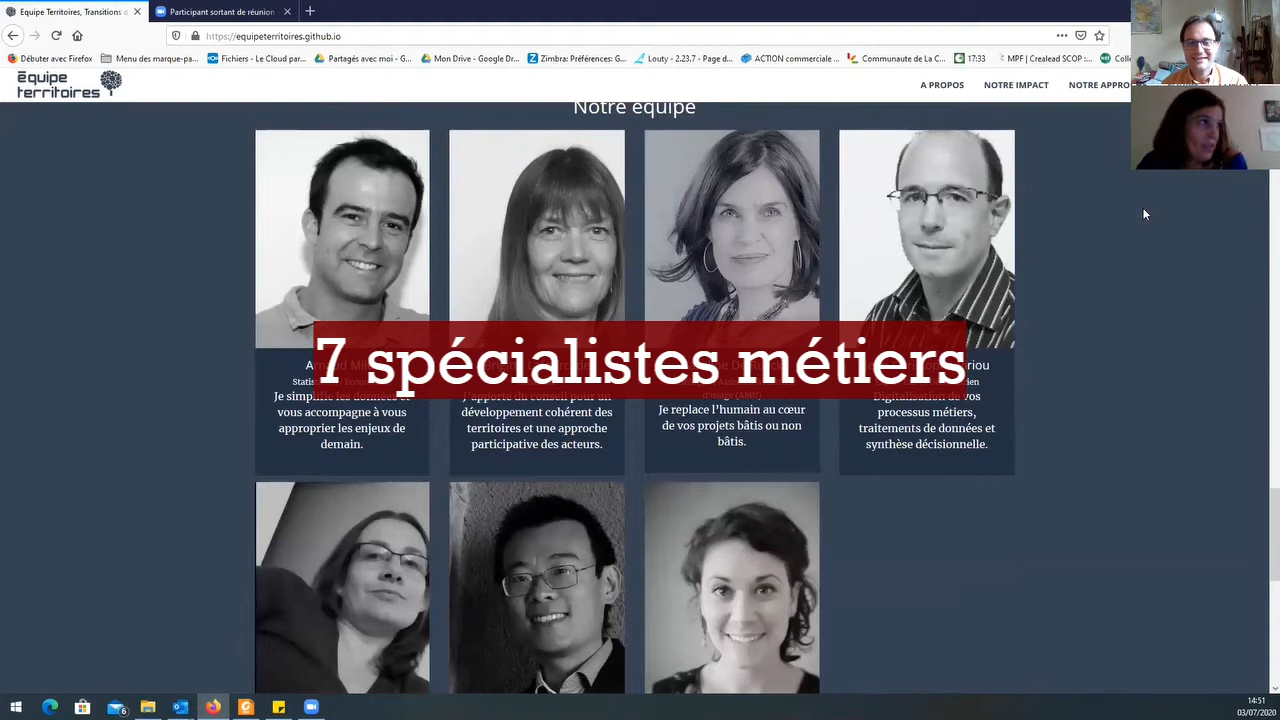 Equipe Territoires, Transitions d
Participant sortant de réunion
https://equipeterritoires.github.io
Débuter avec Firefox
Menu des marque-pa...
Fichiers - Le Cloud par...
Partagés avec moi - G...
Mon Drive - Google Dr...
Zimbra: Préférences: G...
Louty - 2.23.7 - Page d...
ACTION commerciale ...
Communauté de La C...
17:33
MPF | Crealead SCOP :...
équipe
territoires
A PROPOS
NOTRE IMPACT
NOTRE APPRO
Notre équipe
7 spécialistes métiers
Je simplifie les données et
vous accompagne à vous
approprier les enjeux de
demain.
J'apporte du conseil pour un
développement cohérent des
territoires et une approche
participative des acteurs.
d'usage (AMU)
Je replace l'humain au cœur
de vos projets bâtis ou non
bâtis.
Digitalisation de vos
processus métiers,
traitements de données et
synthèse décisionnelle.
14:51
03/07/2020